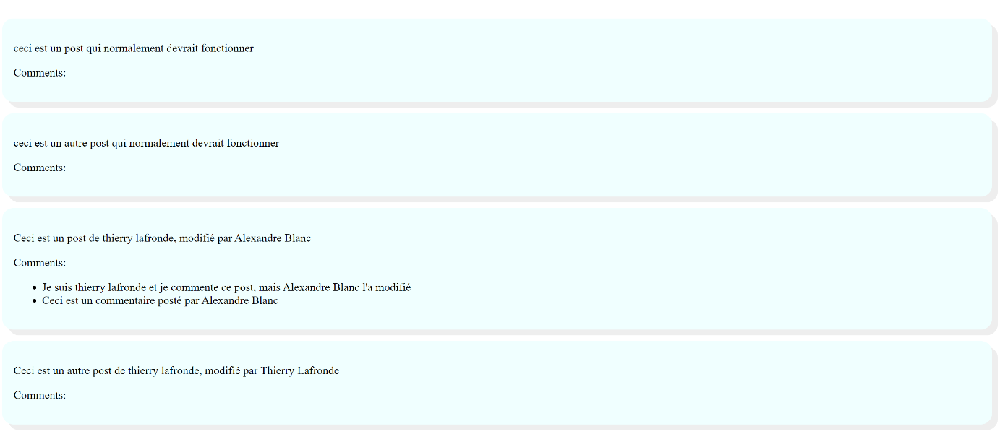 ceci est un post qui normalement devrait fonctionner
Comments:
ceci est un autre post qui normalement devrait fonctionner
Comments:
Ceci est un post de thierry lafronde, modifié par Alexandre Blanc
Comments:
• Je suis thierry lafronde et je commente ce post, mais Alexandre Blanc l'a modifié
• Ceci est un commentaire posté par Alexandre Blanc
Ceci est un autre post de thierry lafronde, modifié par Thierry Lafronde
Comments: